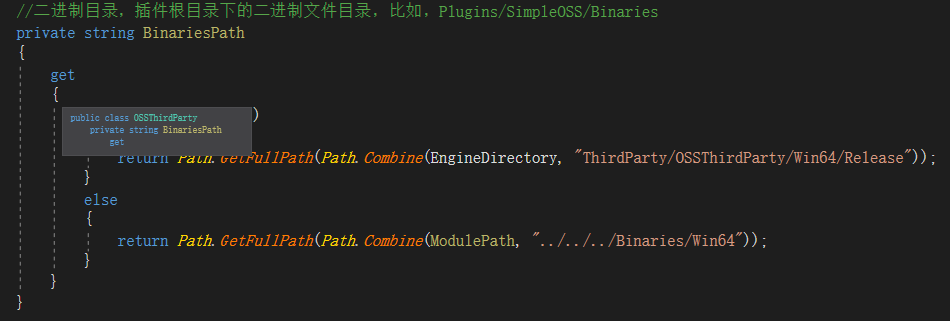 //二进制目录，插件根目录下的二进制文件目录，比如，Plugins/SimpleOSS/Binaries
private string BinariesPath
{
get
{
)
public class OSSThirdParty
private string BinariesPath
get
return Path.GetFullPath(Path.Combine(EngineDirectory, "ThirdParty/OSSThirdParty/Win64/Release"));
}
else
{
return Path.GetFullPath(Path.Combine(ModulePath, "../../../Binaries/Win64"));
}
}
}